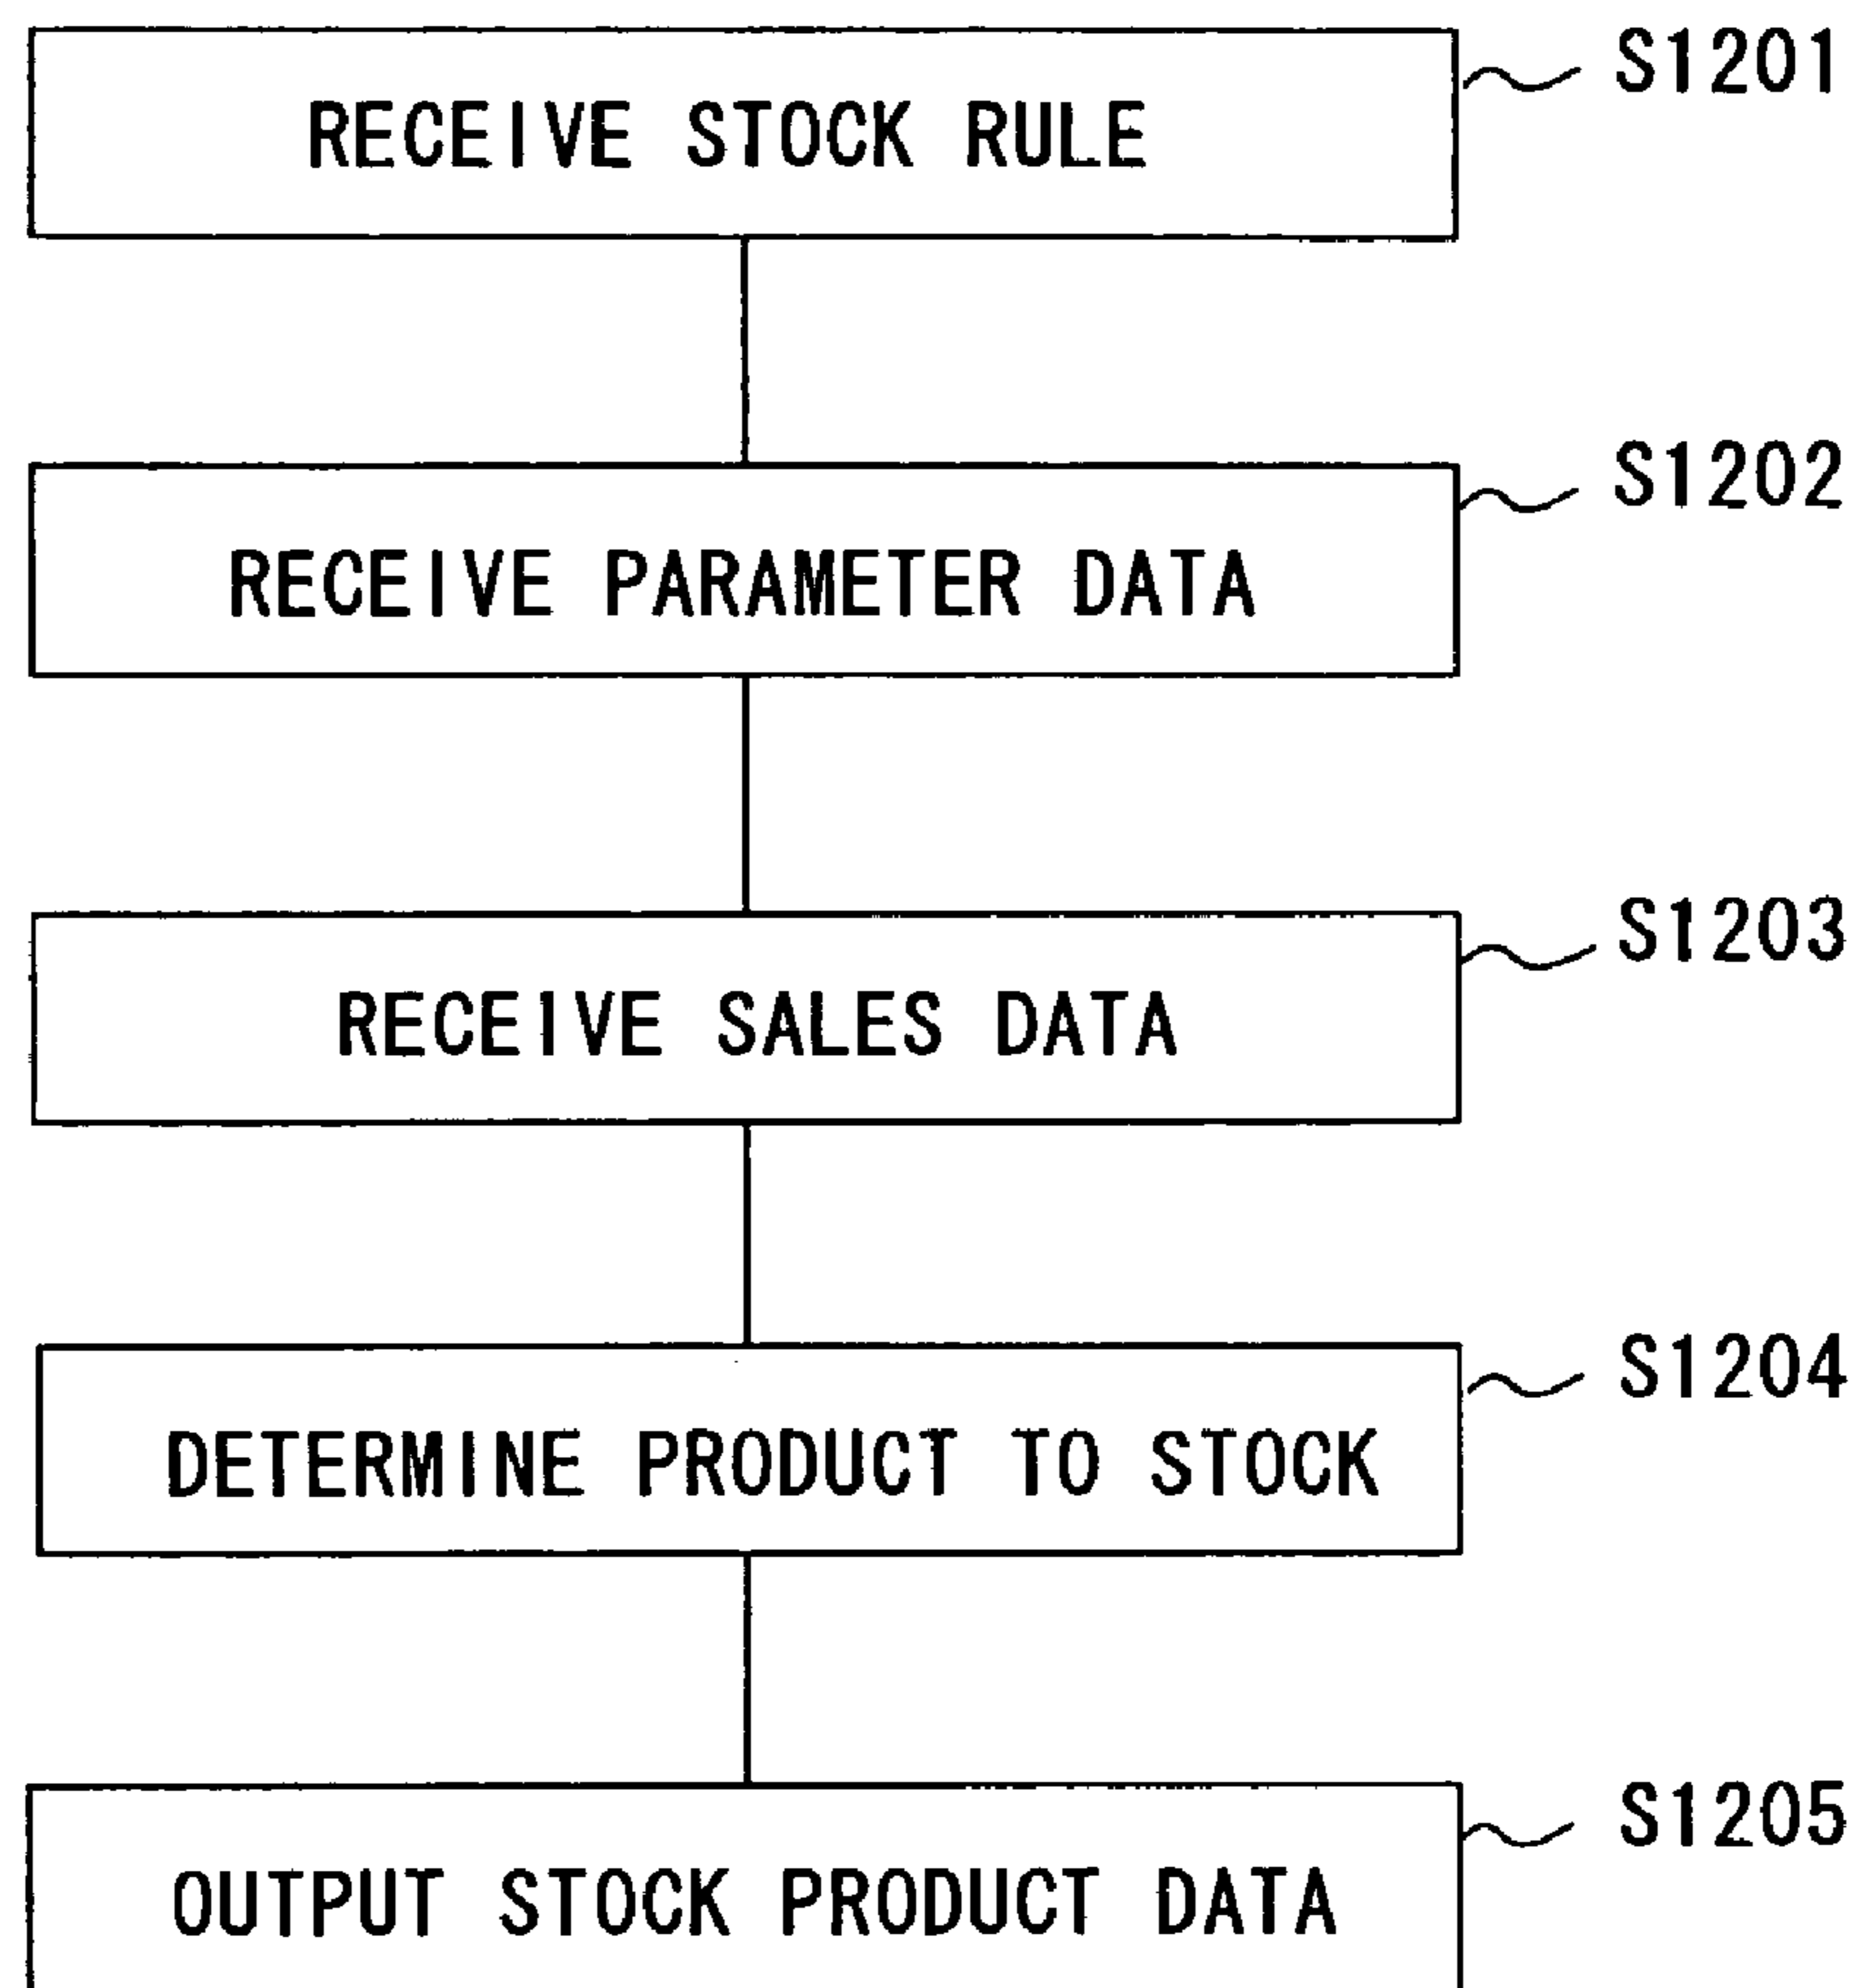 S1201
RECEIVE STOCK RULE
S1202
RECEIVE PARAMETER DATA
S1203
RECEIVE SALES DATA
S1204
DETERMINE PRODUCT TO STOCK
S1205
OUTPUT STOCK PRODUCT DATA